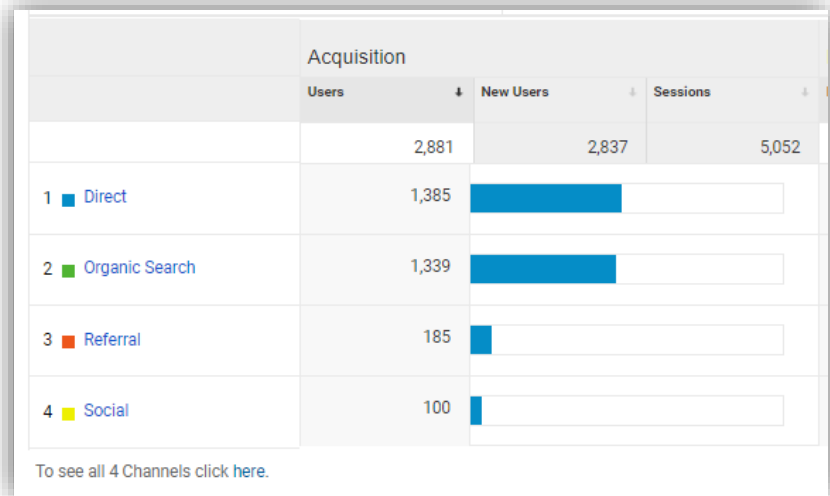 Acquisition
Users New Users Sessions
2,881 2,837 5,052
1 Direct 1,385
2 Organic Search 1,339
3 Referral 185
4 Social 100
To see all 4 Channels click here.